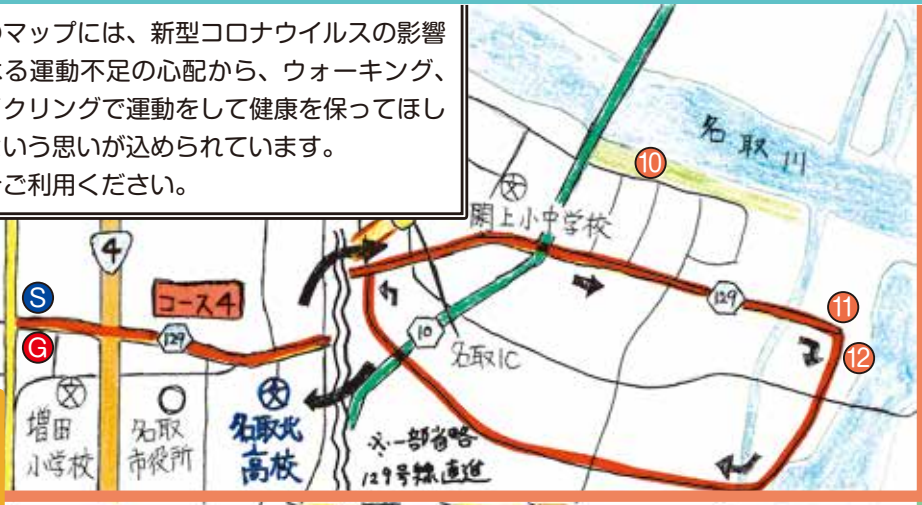 のマップには、新型コロナウイルスの影響
よる運動不足の心配から、ウォーキング、
イクリングで運動をして健康を保ってほし
いう思いが込められています。
ご利用ください。
名取川
10
閖上小中学校
4
S
コース4
129
11
G
129
10
名取IC
12
増田
小学校
名取
市役所
名取北
高校
※一部省略
129号線直進